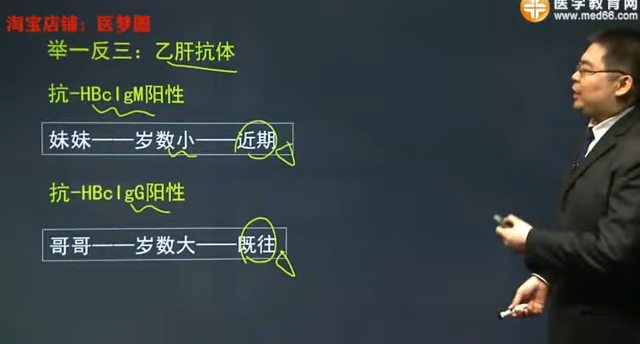 淘宝店铺：医梦圆
医学教育网
www.med66.com
举一反三：乙肝抗体
抗-HBcIgM阳性
妹妹——岁数小——近期
抗-HBcIgG阳性
哥哥——岁数大——既往